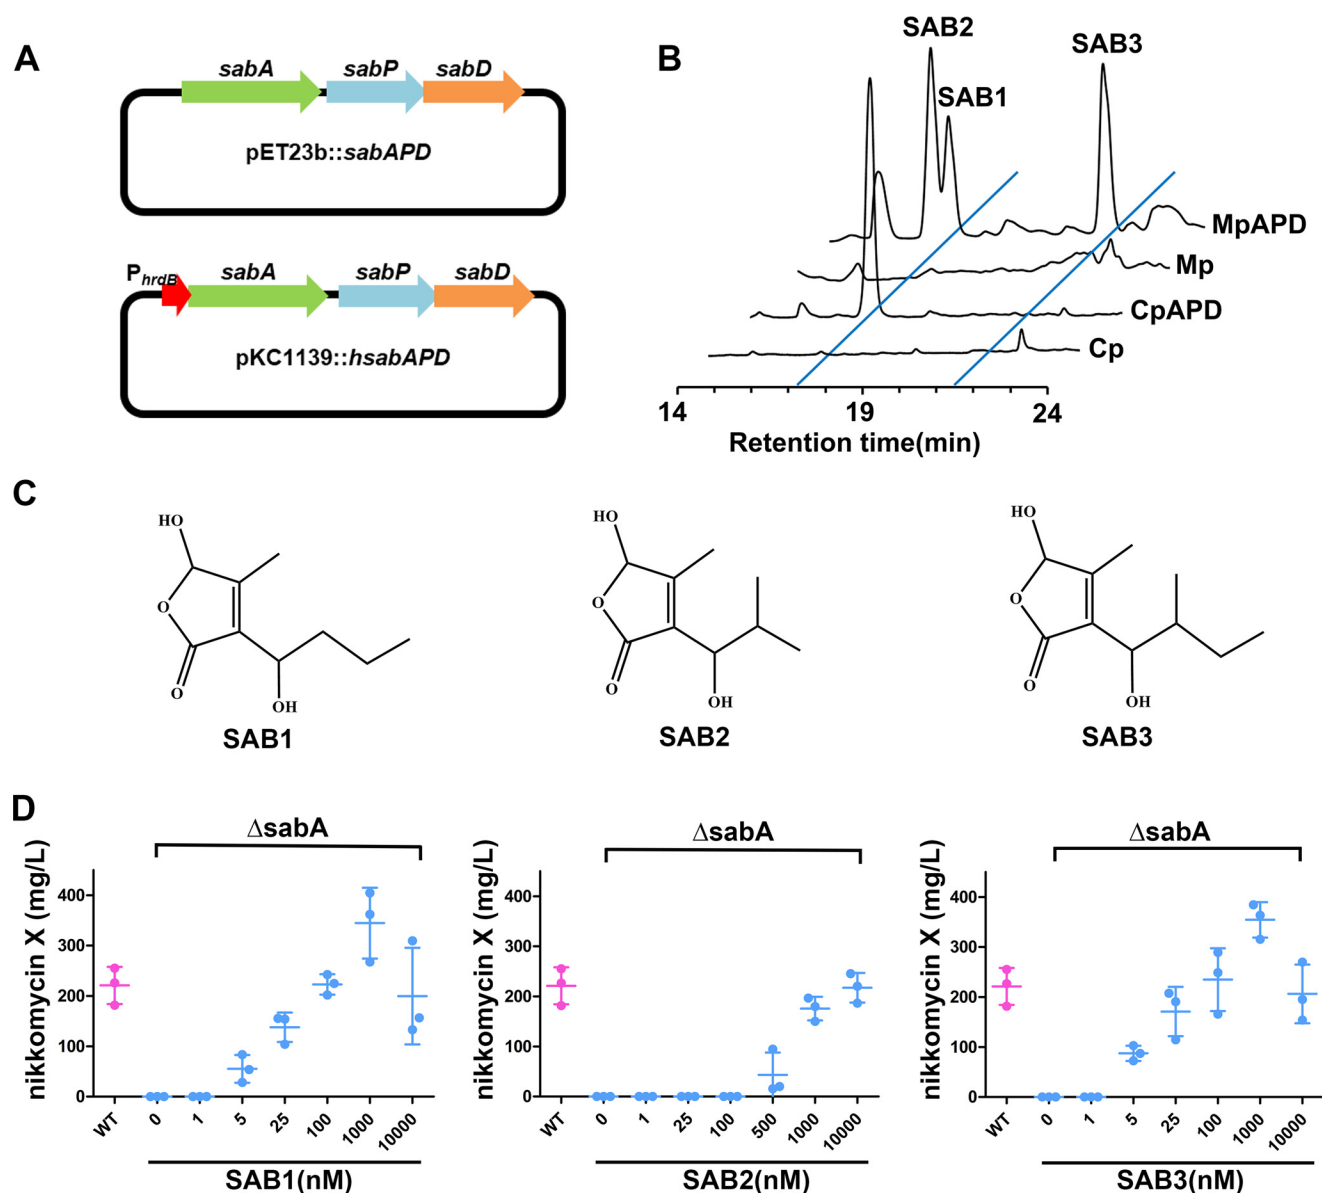 A
sabA sabP sabD
pET23b::sabAPD
PhrdB sabA sabP sabD
pKC1139::hsabAPD
B
SAB2
SAB1
SAB3
MpAPD
Mp
CpAPD
Cp
14 19 24
Retention time(min)
C
HO
O
O
OH
SAB1
HO
O
O
OH
SAB2
HO
O
O
OH
SAB3
D
ΔsabA
nikkomycin X (mg/L)
400
300
200
100
0
WT 0 1 5 25 100 1000 10000
SAB1(nM)
ΔsabA
nikkomycin X (mg/L)
400
300
200
100
0
WT 0 1 25 100 500 1000 10000
SAB2(nM)
ΔsabA
nikkomycin X (mg/L)
400
300
200
100
0
WT 0 1 5 25 100 1000 10000
SAB3(nM)